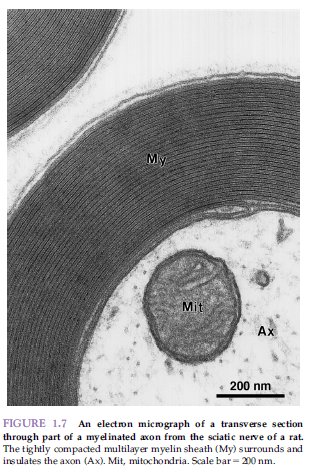 My
Mit
Ax
200 nm
FIGURE 1.7 An electron micrograph of a transverse section
through part of a myelinated axon from the sciatic nerve of a rat.
The tightly compacted multilayer myelin sheath (My) surrounds and
insulates the axon (Ax). Mit, mitochondria. Scale bar = 200 nm.